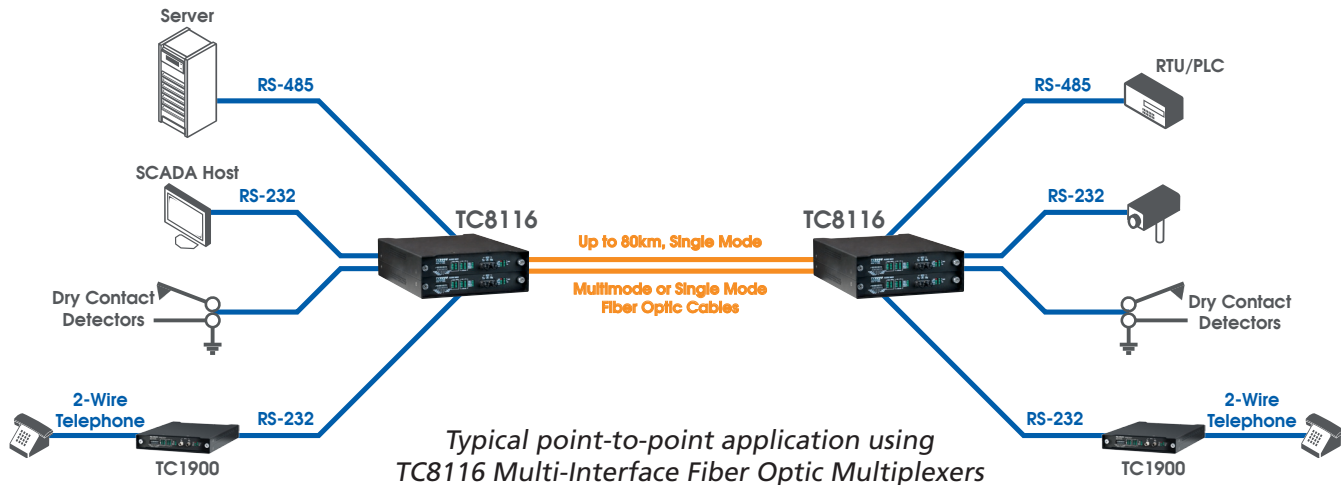 Server
RS-485
SCADA Host
RS-232
TC8116
Dry Contact
Detectors
2-Wire
Telephone
RS-232
TC1900
Up to 80km, Single Mode
Multimode or Single Mode
Fiber Optic Cables
TC8116
RS-485
RTU/PLC
RS-232
Dry Contact
Detectors
RS-232
2-Wire
Telephone
TC1900
Typical point-to-point application using
TC8116 Multi-Interface Fiber Optic Multiplexers